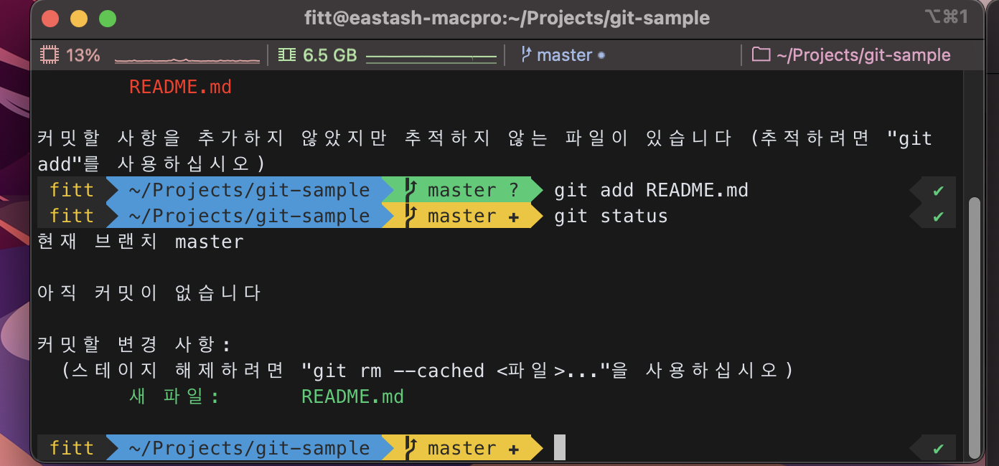 fitt@eastash-macpro:~/Projects/git-sample ⌥⌘1
13% 6.5 GB master ~/Projects/git-sample
README.md
커밋할 사항을 추가하지 않았지만 추적하지 않는 파일이 있습니다 (추적하려면 "git
add"를 사용하십시오)
fitt ~/Projects/git-sample master ? git add README.md ✔
fitt ~/Projects/git-sample master + git status ✔
현재 브랜치 master
아직 커밋이 없습니다
커밋할 변경 사항:
(스테이지 해제하려면 "git rm --cached <파일>..."을 사용하십시오)
새 파일: README.md
fitt ~/Projects/git-sample master + ✔